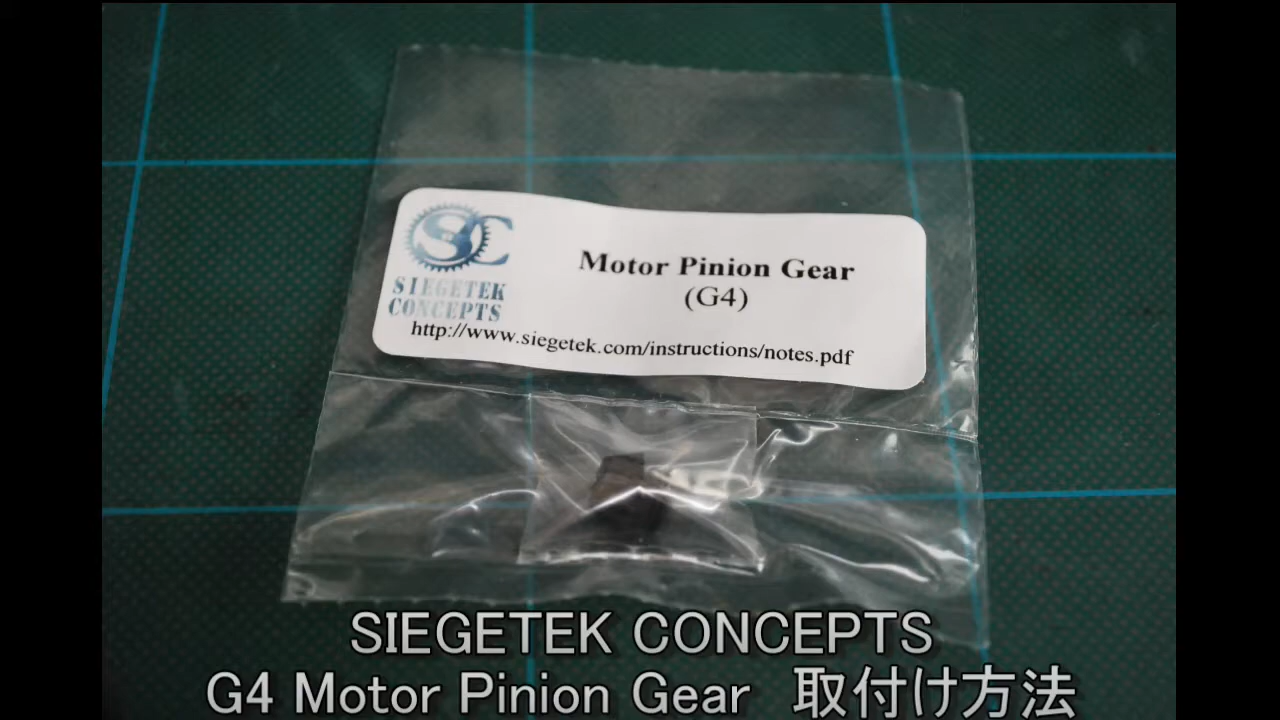 SC
SIEGETEK
CONCEPTS
Motor Pinion Gear
(G4)
http://www.siegetek.com/instructions/notes.pdf
SIEGETEK CONCEPTS
G4 Motor Pinion Gear 取付け方法